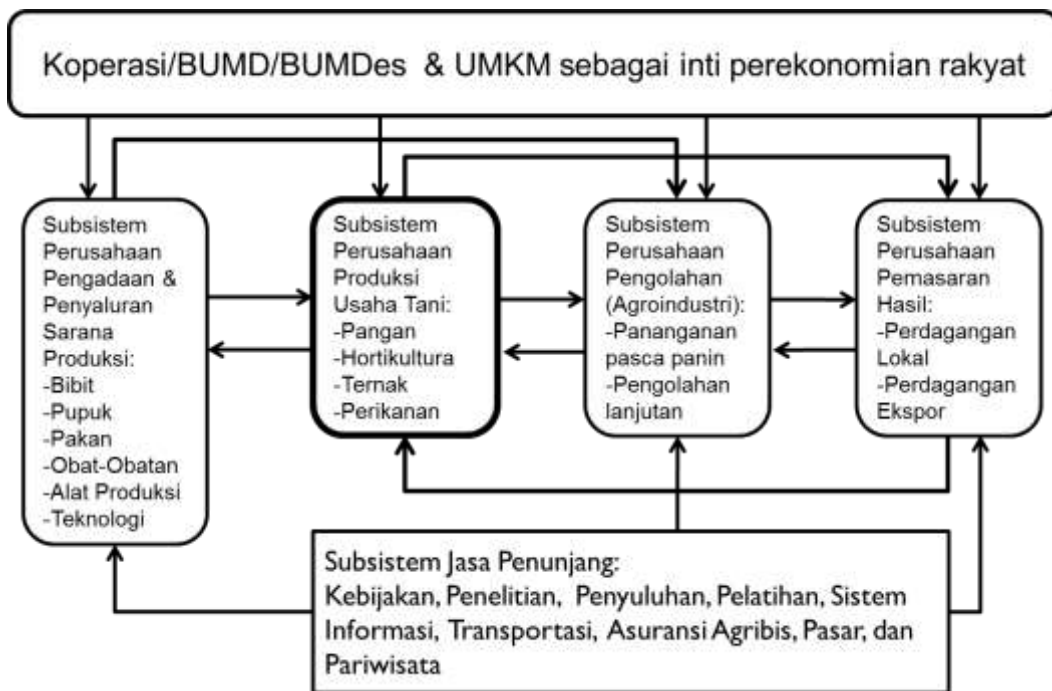 Koperasi/BUMD/BUMDes & UMKM sebagai inti perekonomian rakyat
Subsistem
Perusahaan
Pengadaan &
Penyaluran
Sarana
Produksi:
-Bibit
-Pupuk
-Pakan
-Obat-Obatan
-Alat Produksi
-Teknologi
Subsistem
Perusahaan
Produksi
Usaha Tani:
-Pangan
-Hortikultura
-Ternak
-Perikanan
Subsistem
Perusahaan
Pengolahan
(Agroindustri):
-Pananganan
pasca panin
-Pengolahan
lanjutan
Subsistem
Perusahaan
Pemasaran
Hasil:
-Perdagangan
Lokal
-Perdagangan
Ekspor
Subsistem Jasa Penunjang:
Kebijakan, Penelitian, Penyuluhan, Pelatihan, Sistem
Informasi, Transportasi, Asuransi Agribis, Pasar, dan
Pariwisata